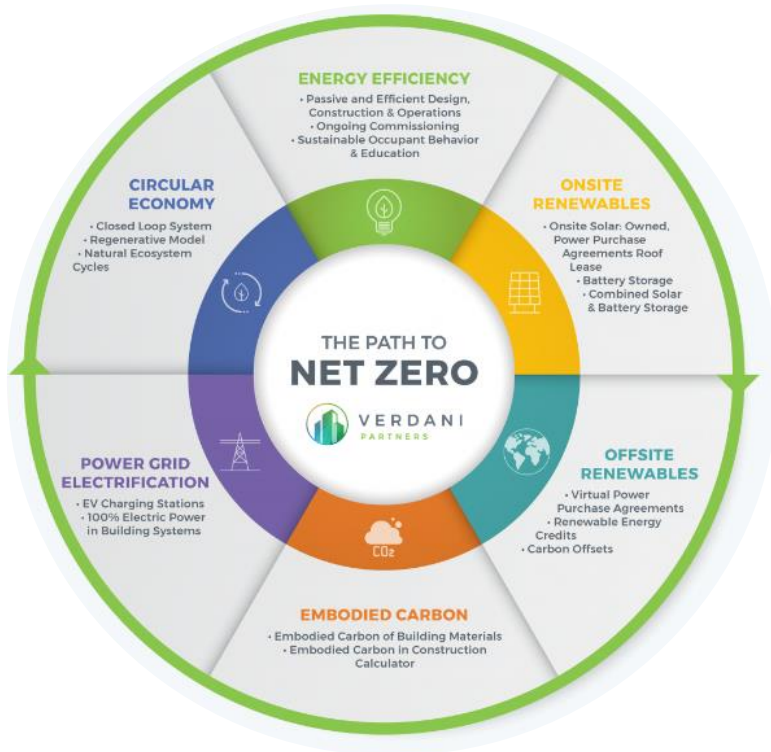 ENERGY EFFICIENCY
• Passive and Efficient Design,
Construction & Operations
• Ongoing Commissioning
• Sustainable Occupant Behavior
& Education
ONSITE
RENEWABLES
• Onsite Solar: Owned,
Power Purchase
Agreements Roof
Lease
• Battery Storage
• Combined Solar
& Battery Storage
OFFSITE
RENEWABLES
• Virtual Power
Purchase Agreements
• Renewable Energy
Credits
• Carbon Offsets
EMBODIED CARBON
• Embodied Carbon of Building Materials
• Embodied Carbon in Construction
Calculator
POWER GRID
ELECTRIFICATION
• EV Charging Stations
• 100% Electric Power
in Building Systems
CIRCULAR
ECONOMY
• Closed Loop System
• Regenerative Model
• Natural Ecosystem
Cycles
THE PATH TO
NET ZERO
VERDANI
PARTNERS
CO₂